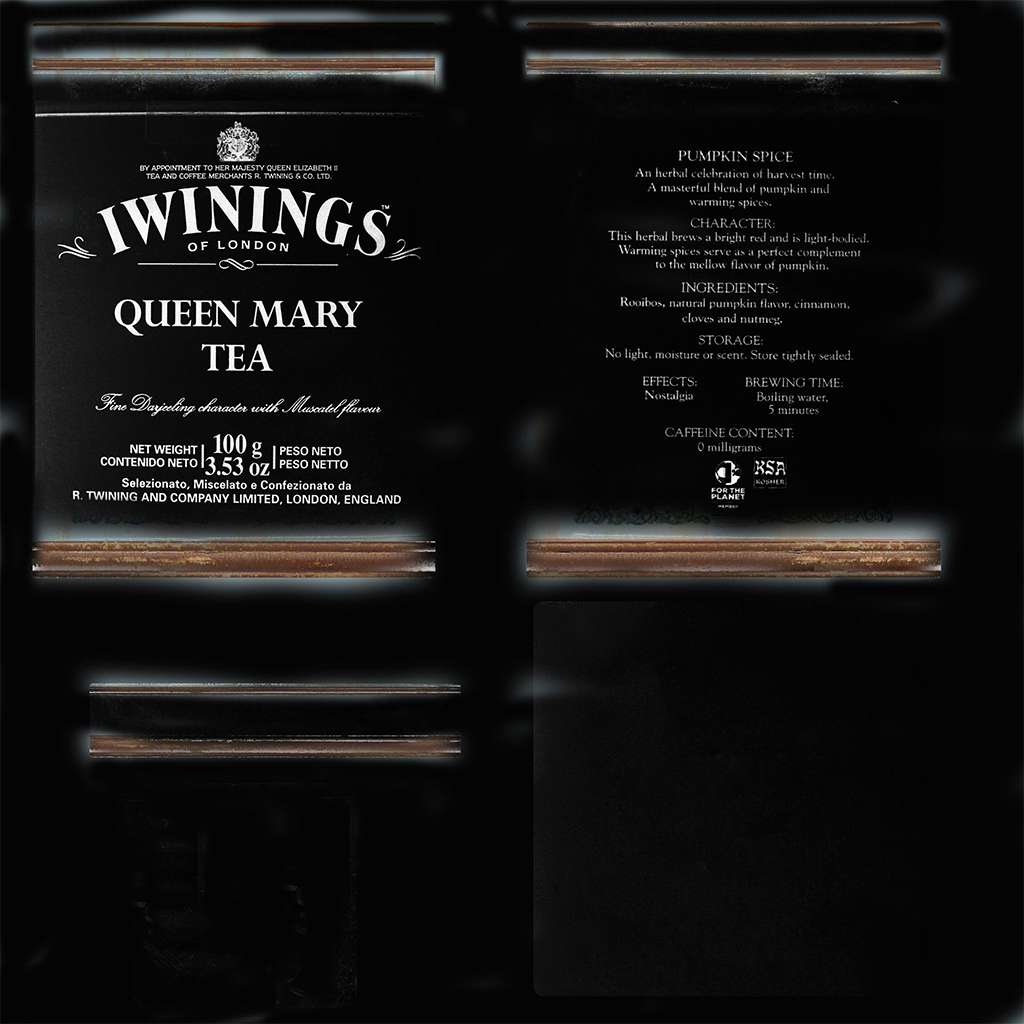 BY APPOINTMENT TO HER MAJESTY QUEEN ELIZABETH II
TEA AND COFFEE MERCHANTS R. TWINING & CO. LTD.
TWININGS™
OF LONDON
QUEEN MARY
TEA
Fine Darjeeling character with Muscatel flavour
NET WEIGHT
CONTENIDO NETO
100 g
3.53 oz
PESO NETO
PESO NETTO
Selezionato, Miscelato e Confezionato da
R. TWINING AND COMPANY LIMITED, LONDON, ENGLAND
PUMPKIN SPICE
An herbal celebration of harvest time.
A masterful blend of pumpkin and
warming spices.
CHARACTER:
This herbal brews a bright red and is light-bodied.
Warming spices serve as a perfect complement
to the mellow flavor of pumpkin.
INGREDIENTS:
Rooibos, natural pumpkin flavor, cinnamon,
cloves and nutmeg.
STORAGE:
No light, moisture or scent. Store tightly sealed.
EFFECTS:
Nostalgia
BREWING TIME:
Boiling water,
5 minutes
CAFFEINE CONTENT:
0 milligrams
FOR THE
PLANET
MEMBER
KSA
KOSHER